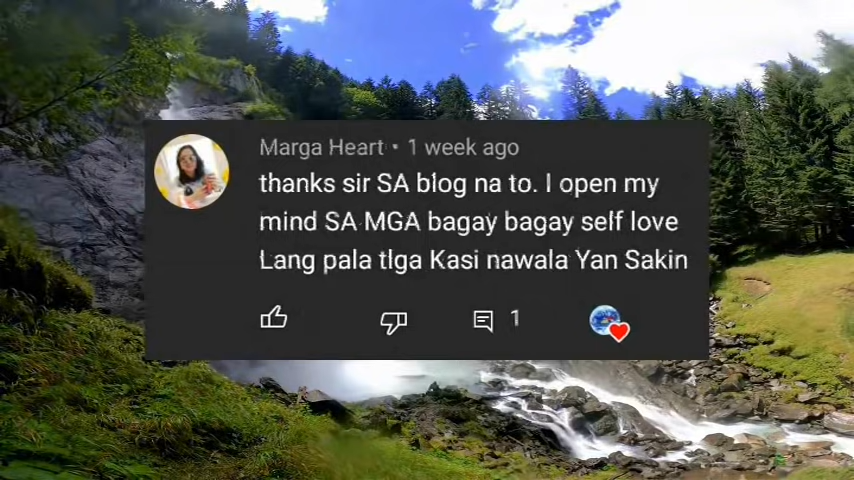 Marga Heart • 1 week ago
thanks sir SA blog na to. I open my
mind SA MGA bagay bagay self love
Lang pala tlga Kasi nawala Yan Sakin
1